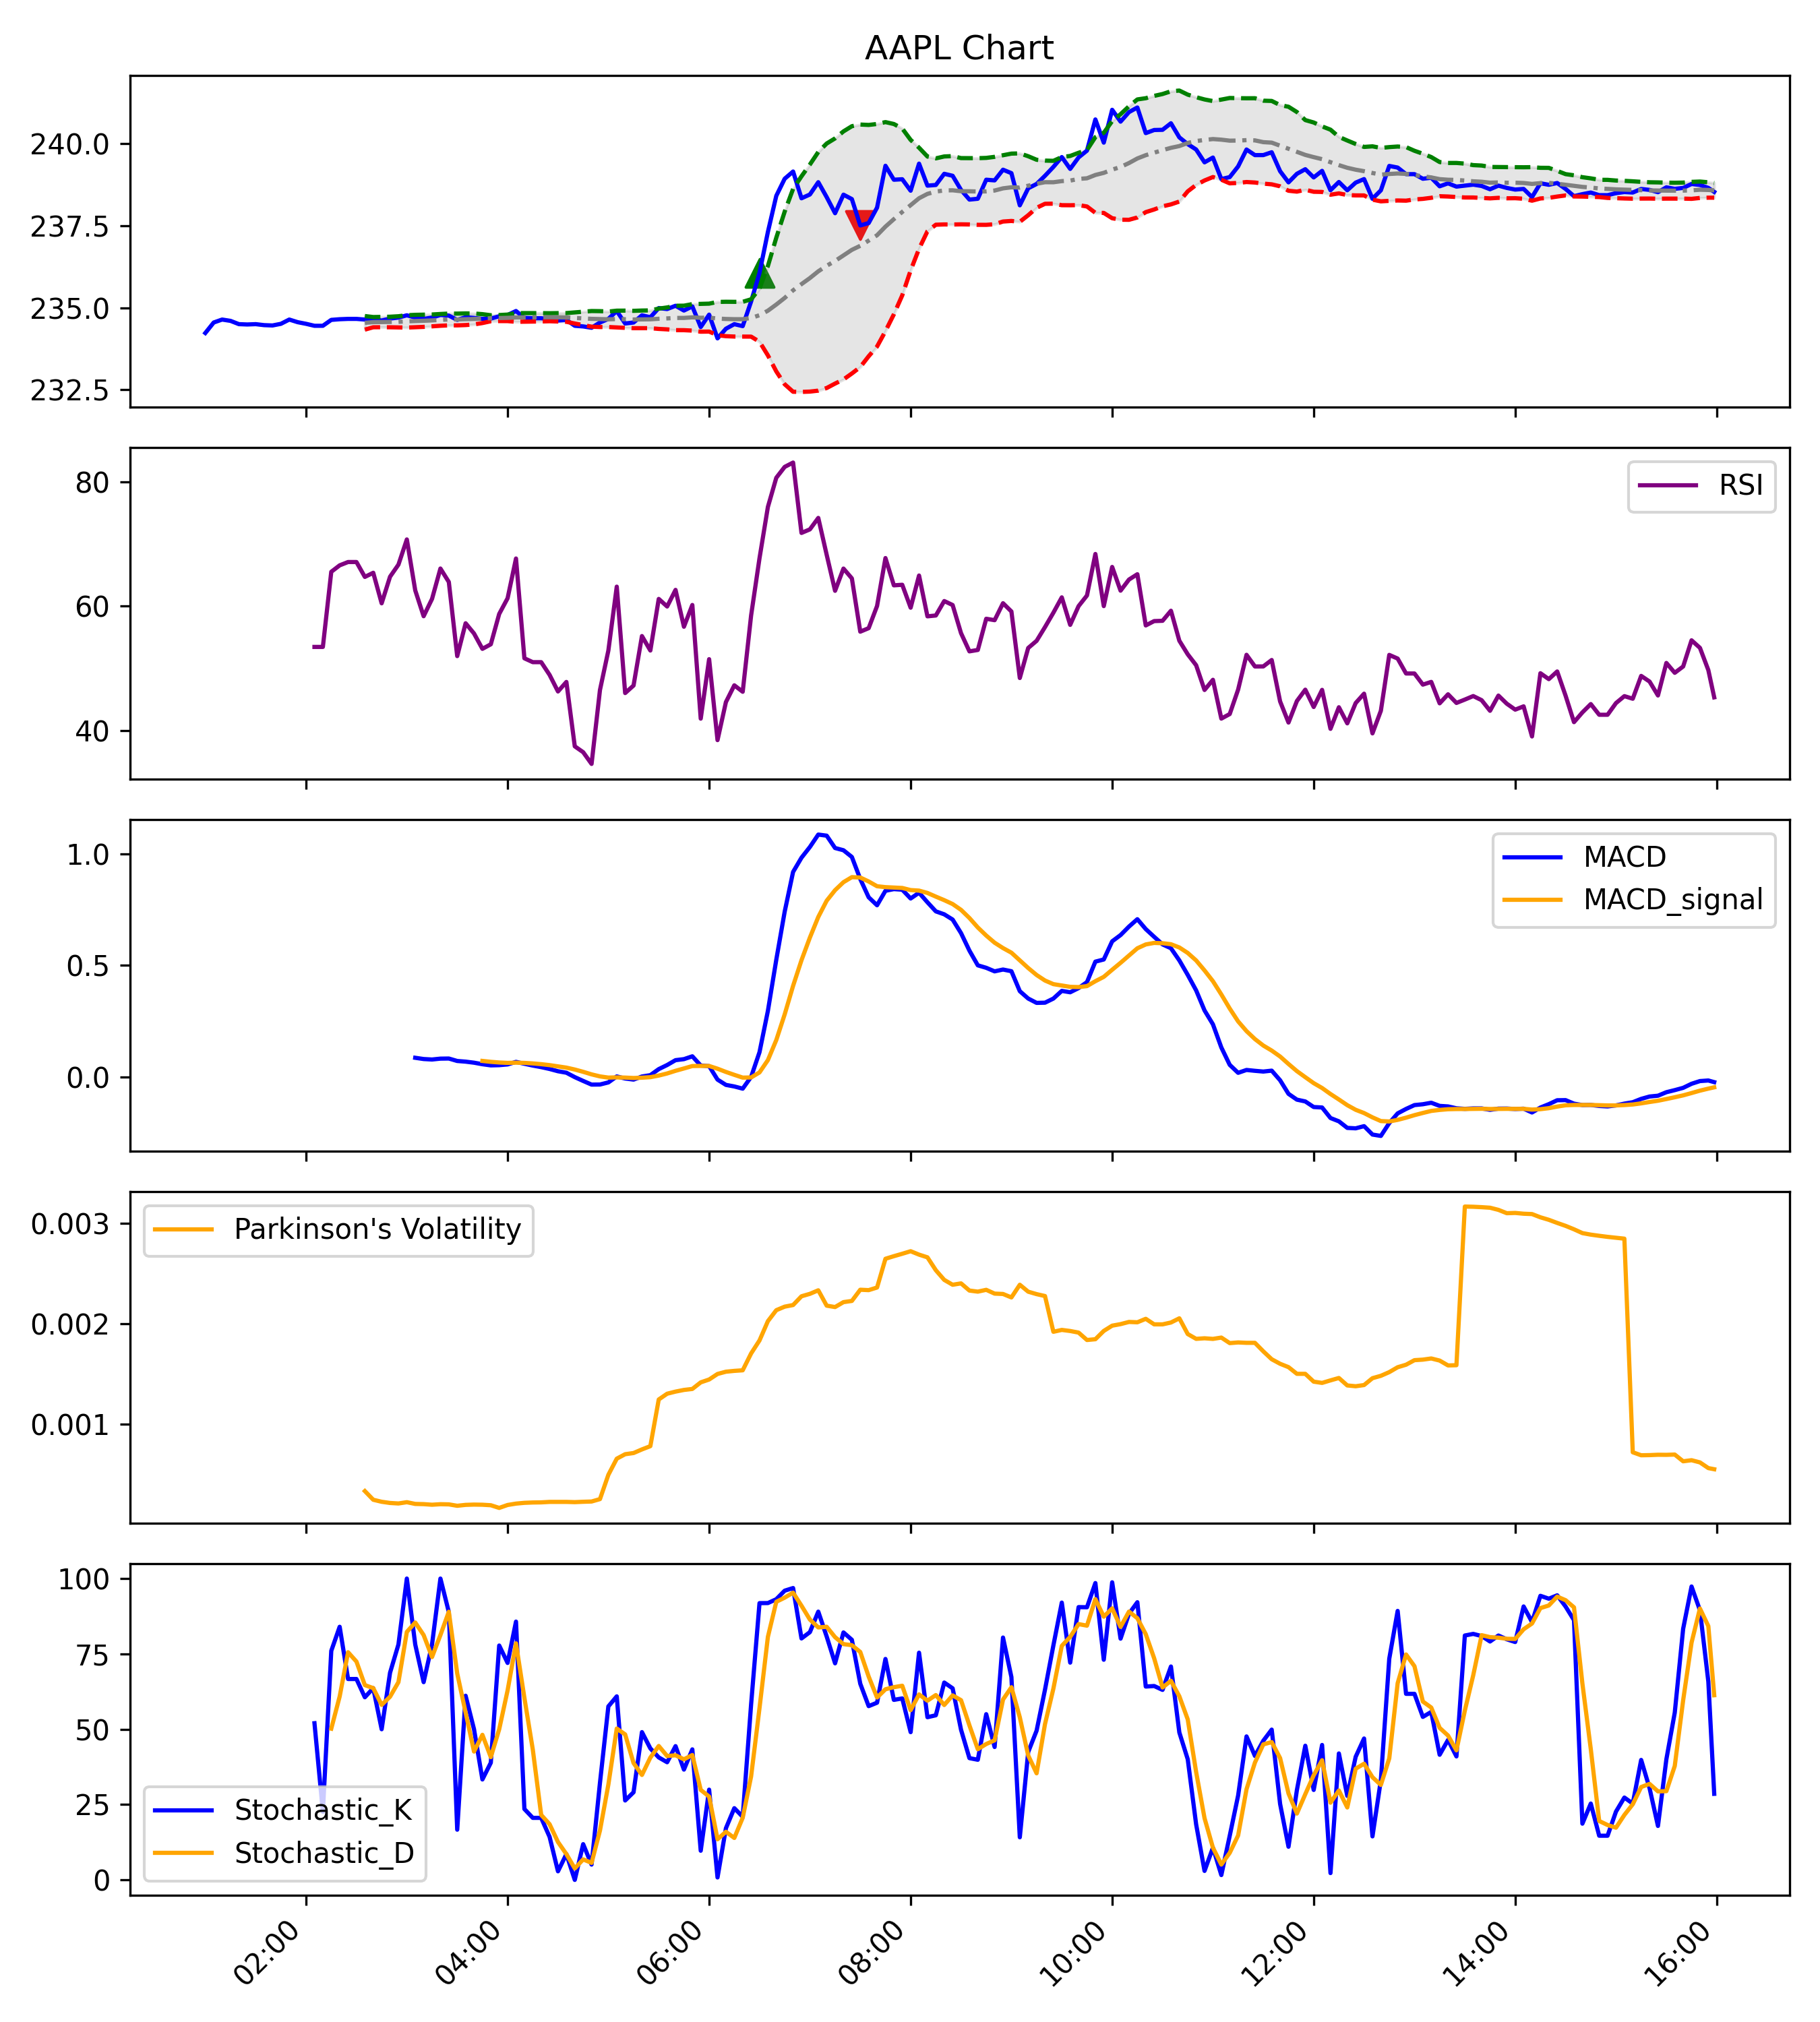 AAPL Chart
240.0
237.5
235.0
232.5
RSI
80
60
40
MACD
MACD_signal
1.0
0.5
0.0
Parkinson's Volatility
0.003
0.002
0.001
100
75
50
25
0
Stochastic_K
Stochastic_D
02:00 04:00 06:00 08:00 10:00 12:00 14:00 16:00